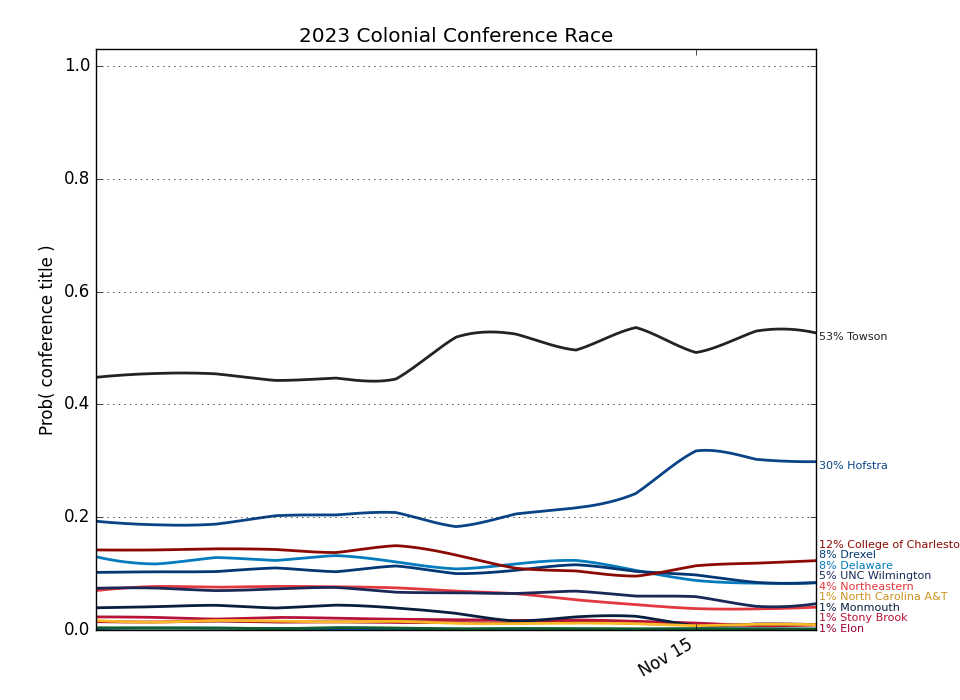 2023 Colonial Conference Race
Prob( conference title )
1.0
0.8
0.6
0.4
0.2
0.0
Nov 15
53% Towson
30% Hofstra
12% College of Charlesto
8% Drexel
8% Delaware
5% UNC Wilmington
4% Northeastern
1% North Carolina A&T
1% Monmouth
1% Stony Brook
1% Elon